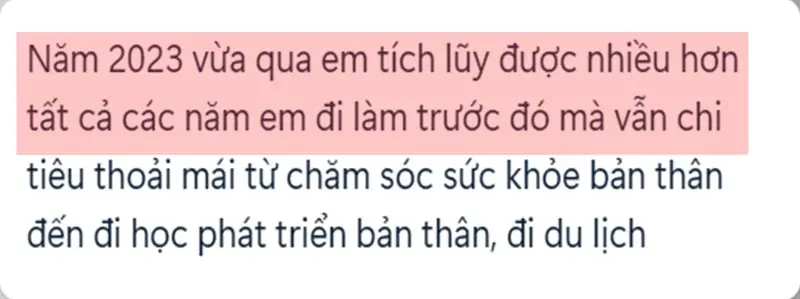 Năm 2023 vừa qua em tích lũy được nhiều hơn
tất cả các năm em đi làm trước đó mà vẫn chi
tiêu thoải mái từ chăm sóc sức khỏe bản thân
đến đi học phát triển bản thân, đi du lịch